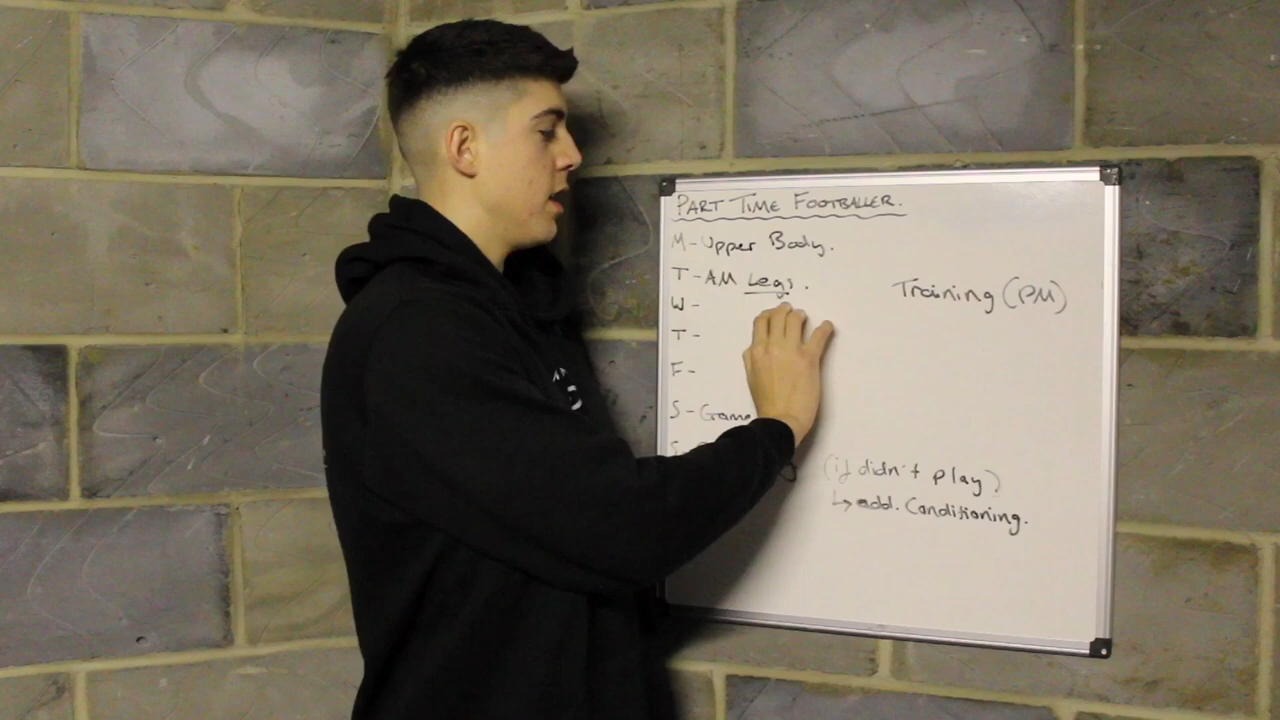 PART TIME FOOTBALLER.
M - Upper Body.
T - AM Legs. Training (PM)
W -
T -
F -
S - Game
S
(if didn't play)
↳ add. Conditioning.